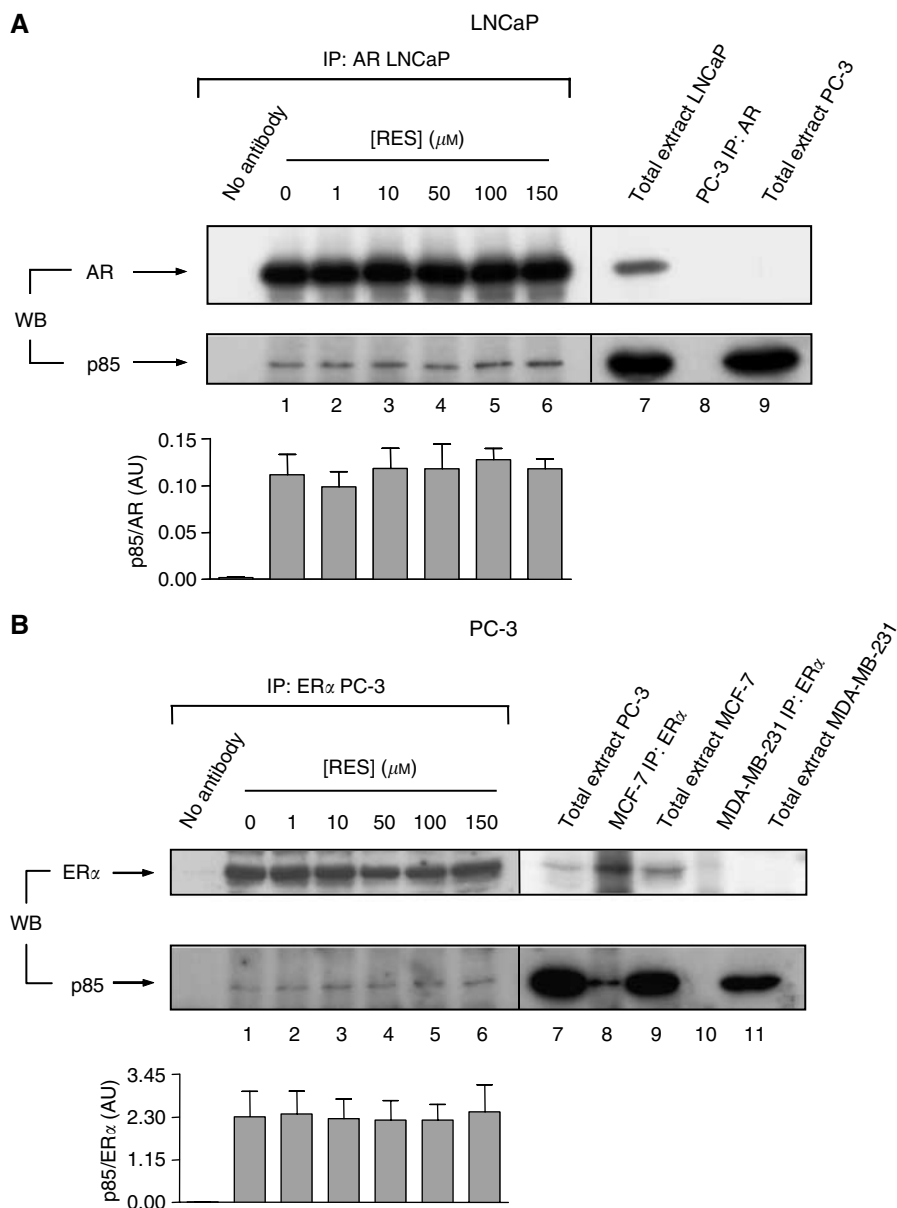 A
LNCaP
IP: AR LNCaP
No antibody
[RES] (μM)
0 1 10 50 100 150
Total extract LNCaP
PC-3 IP: AR
Total extract PC-3
AR
WB
p85
1 2 3 4 5 6 7 8 9
p85/AR (AU)
0.15
0.10
0.05
0.00
B
PC-3
IP: ERα PC-3
No antibody
[RES] (μM)
0 1 10 50 100 150
Total extract PC-3
MCF-7 IP: ERα
Total extract MCF-7
MDA-MB-231 IP: ERα
Total extract MDA-MB-231
ERα
WB
p85
1 2 3 4 5 6 7 8 9 10 11
p85/ERα (AU)
3.45
2.30
1.15
0.00